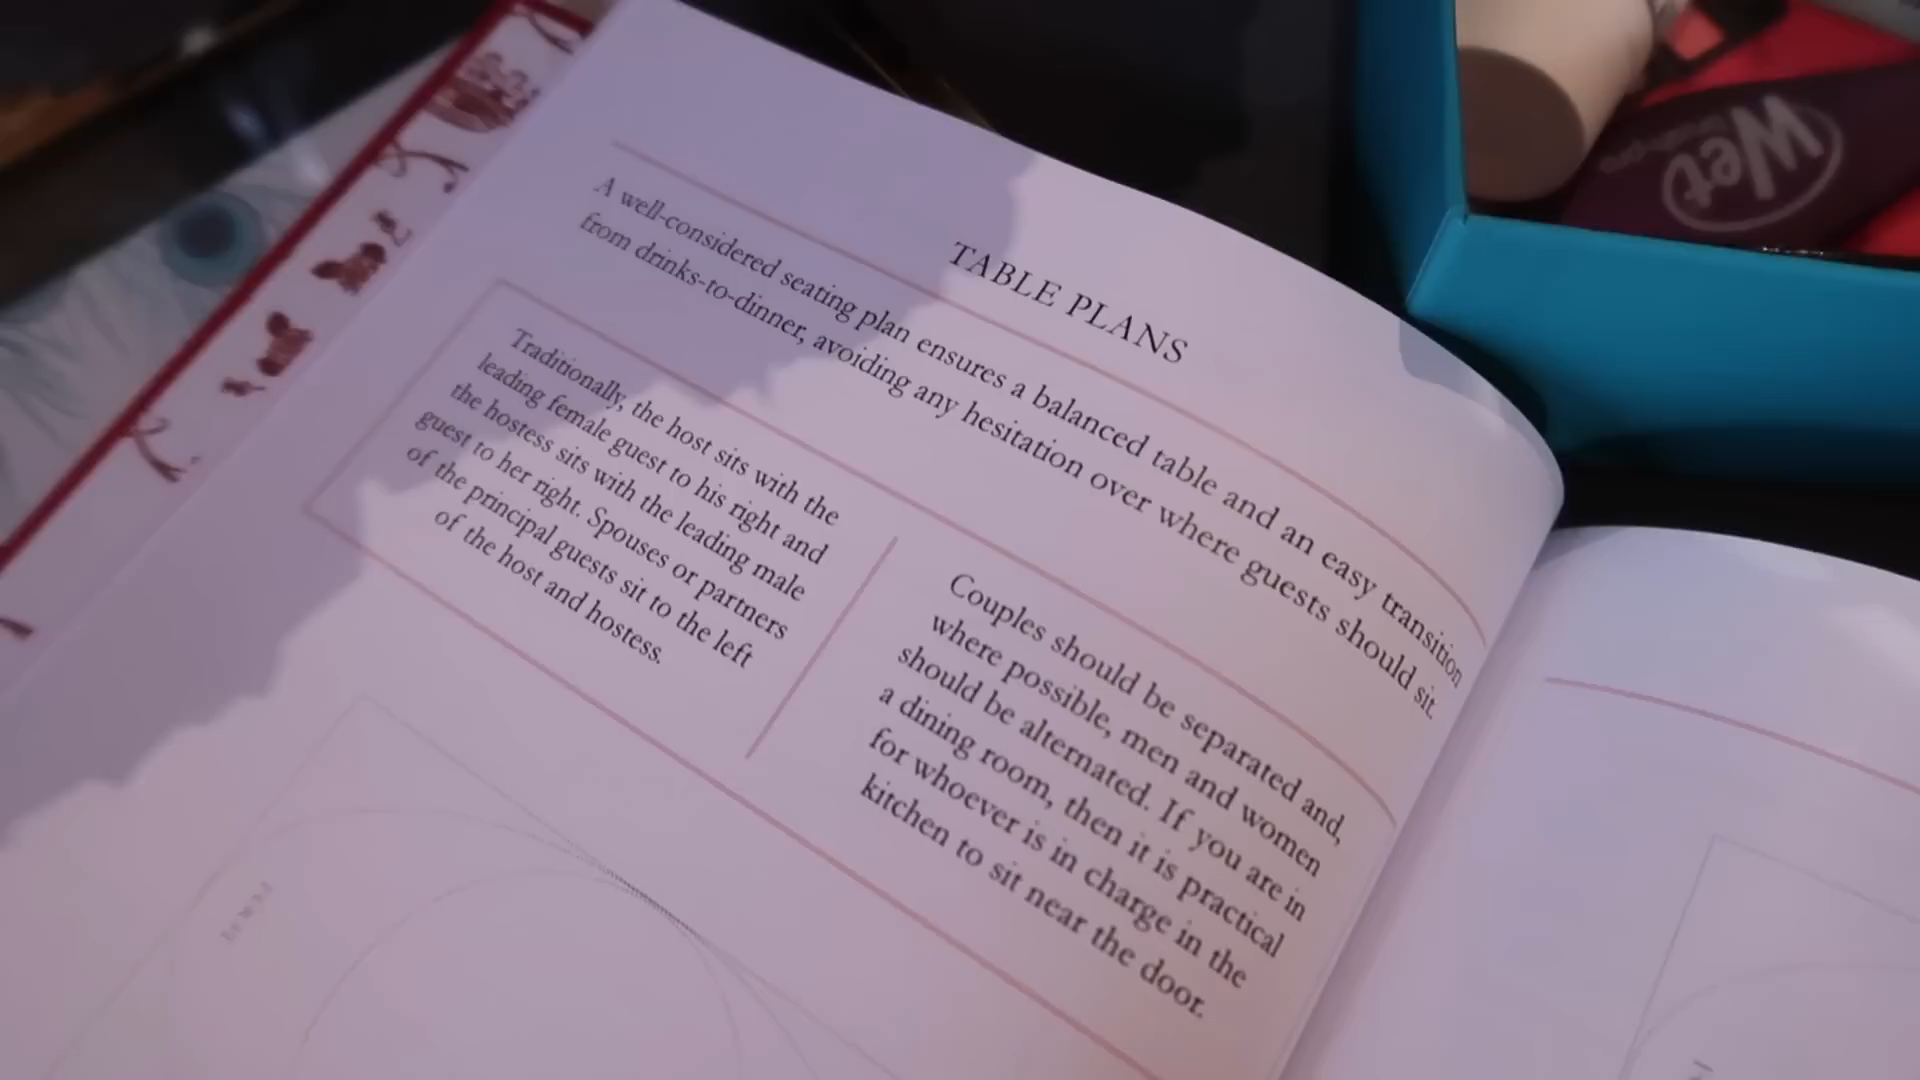 TABLE PLANS
A well-considered seating plan ensures a balanced table and an easy transition
from drinks-to-dinner, avoiding any hesitation over where guests should sit.
Traditionally, the host sits with the
leading female guest to his right and
the hostess sits with the leading male
guest to her right. Spouses or partners
of the principal guests sit to the left
of the host and hostess.
Couples should be separated and,
where possible, men and women
should be alternated. If you are in
a dining room, then it is practical
for whoever is in charge in the
kitchen to sit near the door.
Wet